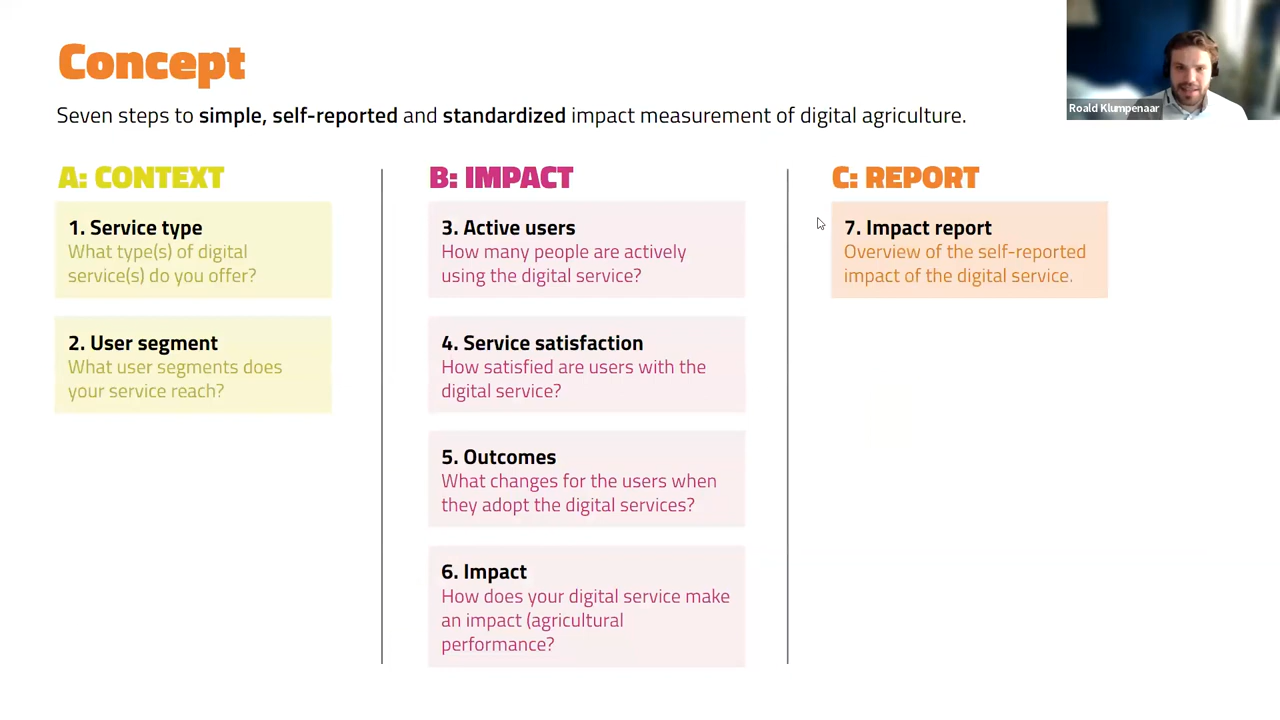 Concept
Seven steps to simple, self-reported and standardized impact measurement of digital agriculture.
Roald Klumpenaar
A: CONTEXT
1. Service type
What type(s) of digital
service(s) do you offer?
2. User segment
What user segments does
your service reach?
B: IMPACT
3. Active users
How many people are actively
using the digital service?
4. Service satisfaction
How satisfied are users with the
digital service?
5. Outcomes
What changes for the users when
they adopt the digital services?
6. Impact
How does your digital service make
an impact (agricultural
performance?
C: REPORT
7. Impact report
Overview of the self-reported
impact of the digital service.